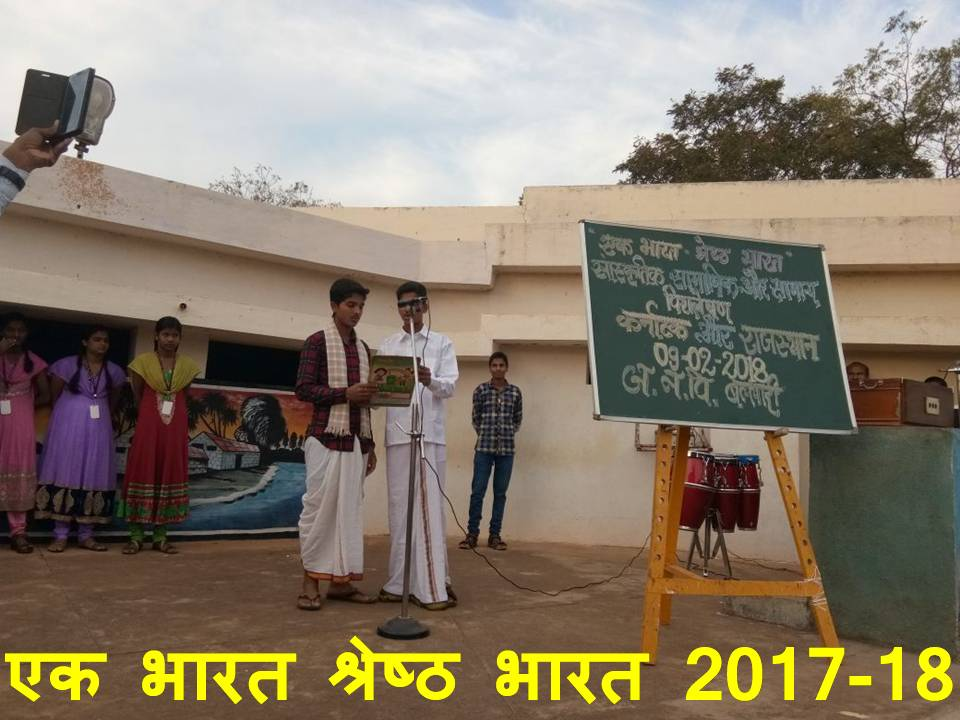 एक भारत श्रेष्ठ भारत
सांस्कृतिक सामाजिक और सामाय
कर्नाटक और राजस्थान
09-02-2018
ज. न. वि. बल्लारी
एक भारत श्रेष्ठ भारत 2017-18